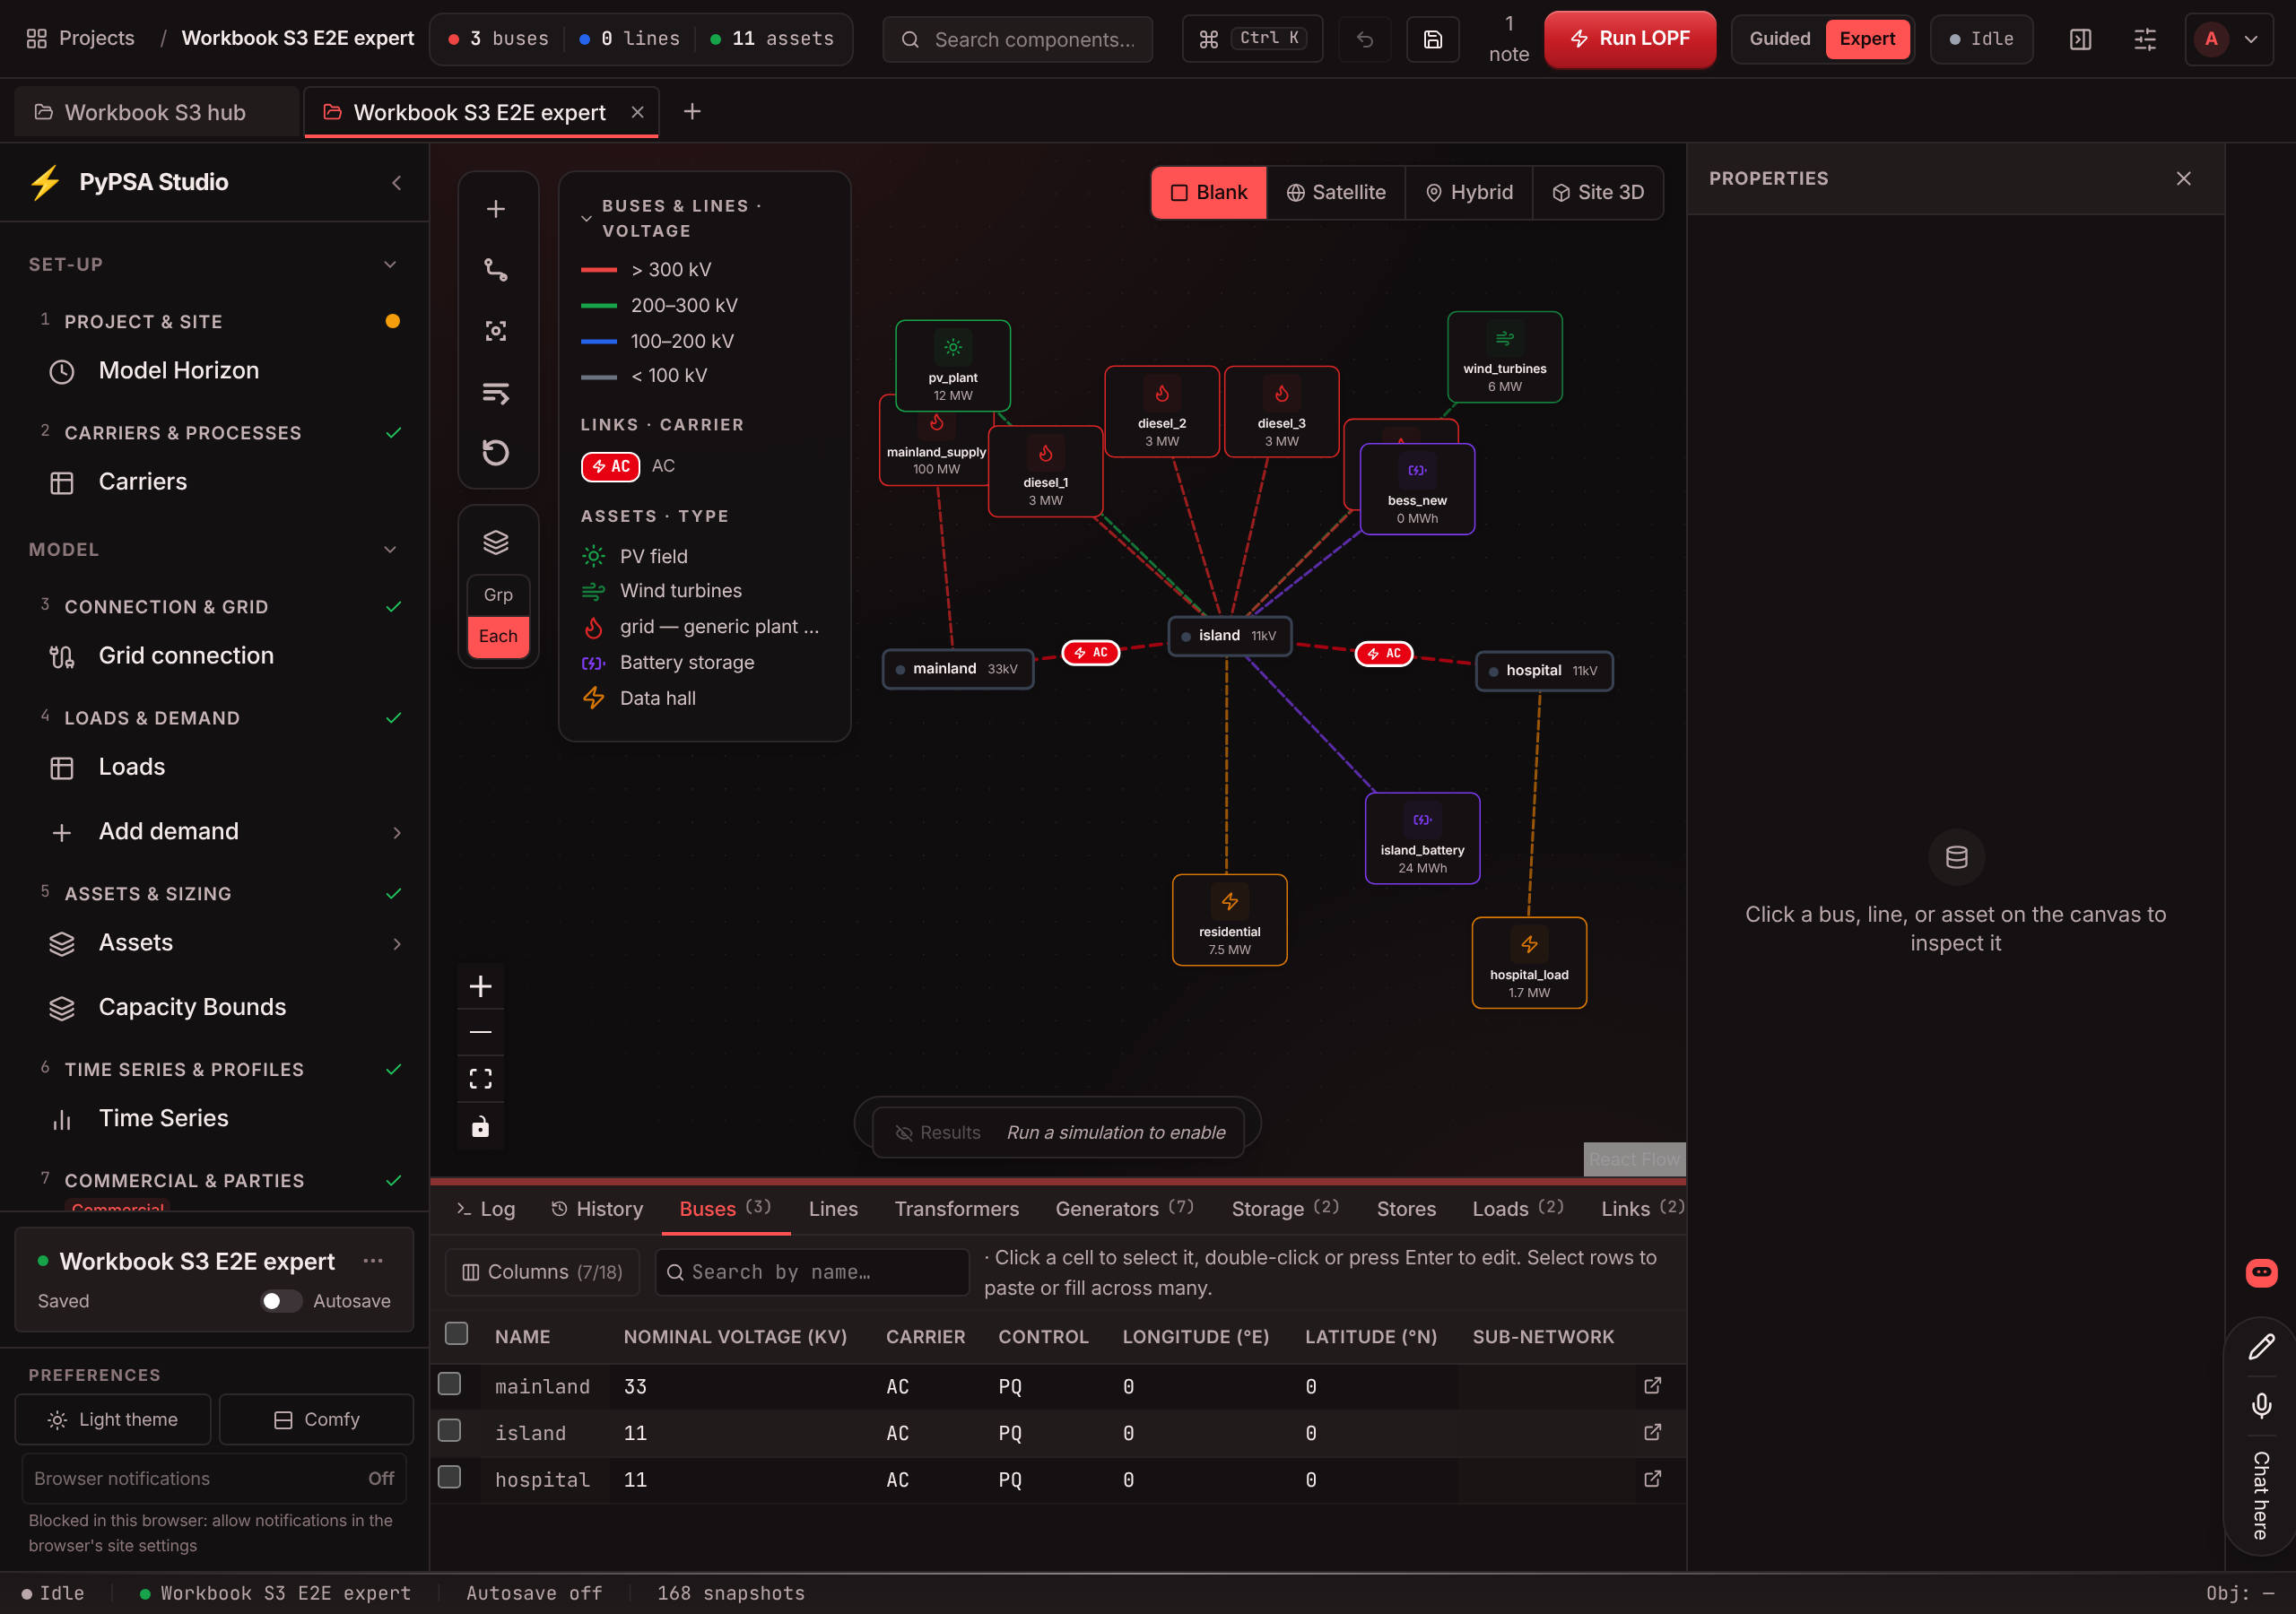 Projects / Workbook S3 E2E expert
3 buses
0 lines
11 assets
Search components...
Ctrl K
1 note
Run LOPF
Guided
Expert
Idle
A
Workbook S3 hub
Workbook S3 E2E expert
PyPSA Studio
SET-UP
1 PROJECT & SITE
Model Horizon
2 CARRIERS & PROCESSES
Carriers
MODEL
3 CONNECTION & GRID
Grid connection
4 LOADS & DEMAND
Loads
Add demand
5 ASSETS & SIZING
Assets
Capacity Bounds
6 TIME SERIES & PROFILES
Time Series
7 COMMERCIAL & PARTIES
Commercial
Workbook S3 E2E expert
Saved
Autosave
PREFERENCES
Light theme
Comfy
Browser notifications Off
Blocked in this browser: allow notifications in the
browser's site settings
Grp
Each
BUSES & LINES ·
VOLTAGE
> 300 kV
200–300 kV
100–200 kV
< 100 kV
LINKS · CARRIER
AC AC
ASSETS · TYPE
PV field
Wind turbines
grid — generic plant ...
Battery storage
Data hall
Blank
Satellite
Hybrid
Site 3D
pv_plant
12 MW
mainland_supply
100 MW
diesel_1
3 MW
diesel_2
3 MW
diesel_3
3 MW
wind_turbines
6 MW
bess_new
0 MWh
mainland 33kV
AC
island 11kV
AC
hospital 11kV
island_battery
24 MWh
residential
7.5 MW
hospital_load
1.7 MW
Results
Run a simulation to enable
React Flow
PROPERTIES
Click a bus, line, or asset on the canvas to
inspect it
Log
History
Buses (3)
Lines
Transformers
Generators (7)
Storage (2)
Stores
Loads (2)
Links (2)
Columns (7/18)
Search by name…
· Click a cell to select it, double-click or press Enter to edit. Select rows to
paste or fill across many.
NAME NOMINAL VOLTAGE (KV) CARRIER CONTROL LONGITUDE (°E) LATITUDE (°N) SUB-NETWORK
mainland 33 AC PQ 0 0
island 11 AC PQ 0 0
hospital 11 AC PQ 0 0
Chat here
Idle
Workbook S3 E2E expert
Autosave off
168 snapshots
Obj: —